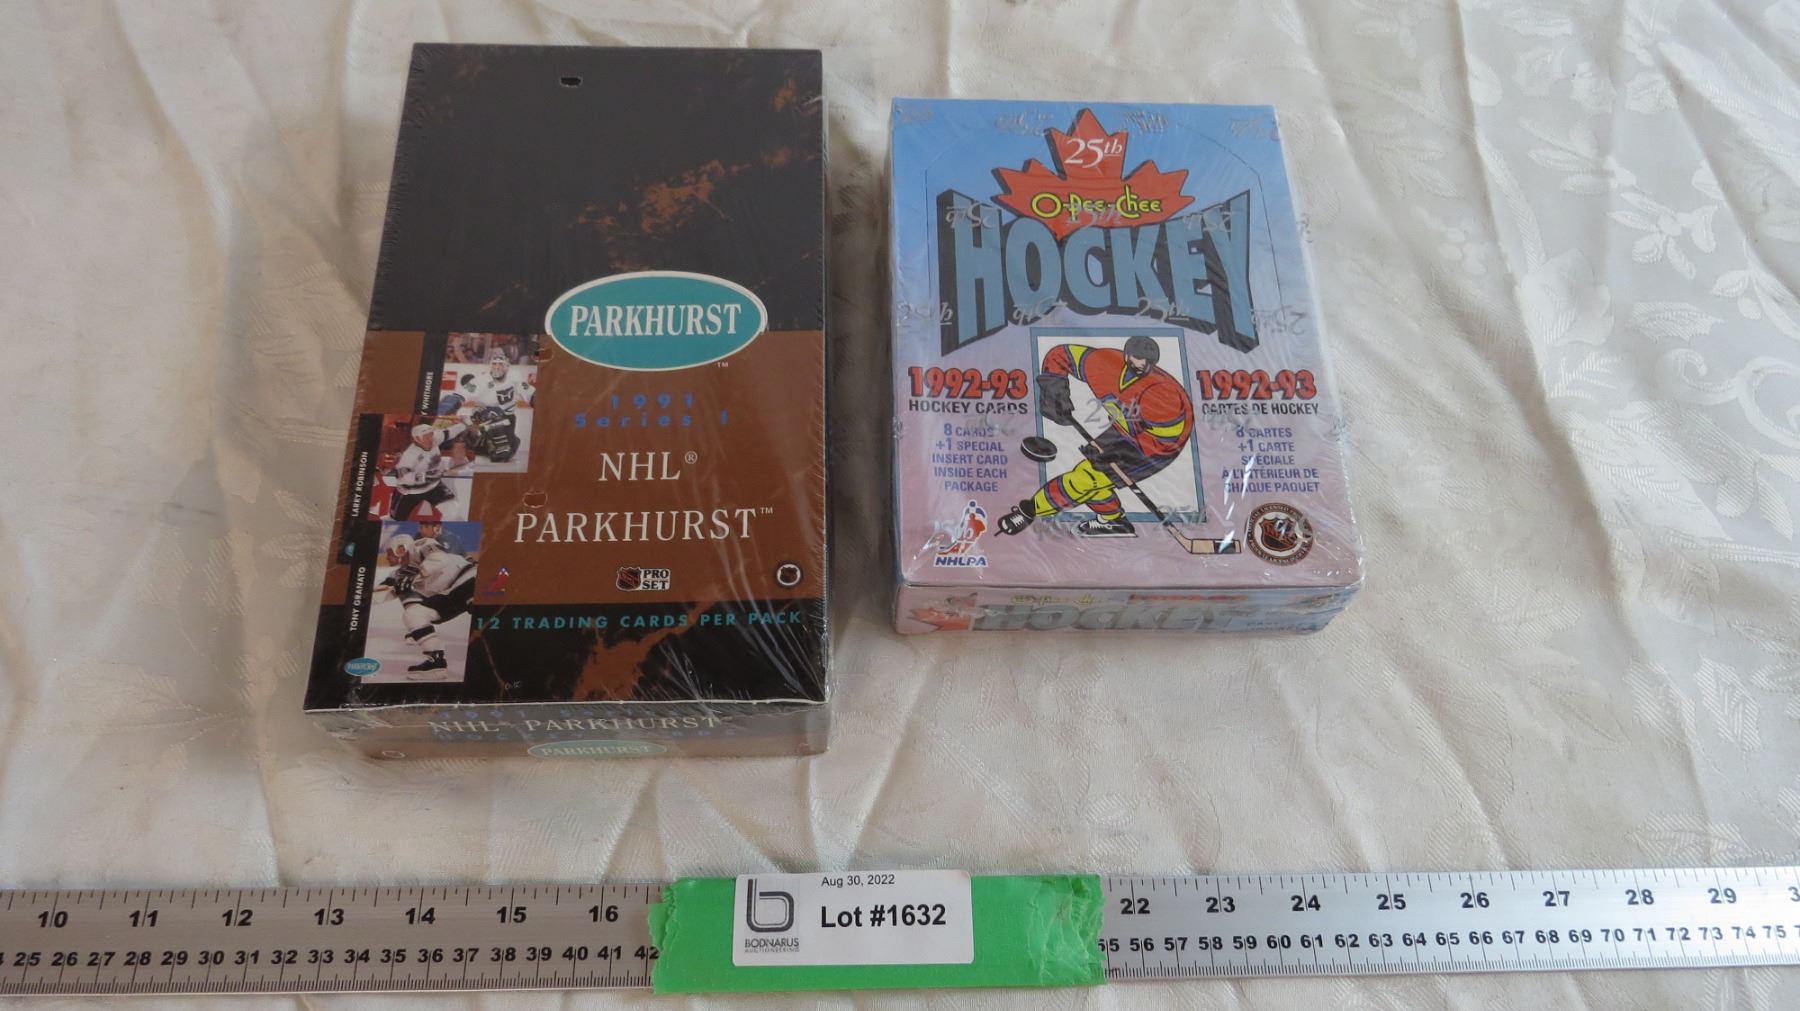 PARKHURST
TM
1991
Series I
NHL®
PARKHURST™
PRO
SET
12 TRADING CARDS PER PACK
WHITMORE
LARRY ROBINSON
TONY GRANATO
PARKHURST
NHL® PARKHURST
PARKHURST
25th
O-Pee-Chee
HOCKEY
1992-93
HOCKEY CARDS
8 CARDS
+1 SPECIAL
INSERT CARD
INSIDE EACH
PACKAGE
1992-93
CARTES DE HOCKEY
8 CARTES
+1 CARTE
SPÉCIALE
À L'INTÉRIEUR DE
CHAQUE PAQUET
NHLPA
HOCKEY
10 11 12 13 14 15 16
22 23 24 25 26 27 28 29
25 26 27 28 29 30 31 32 33 34 35 36 37 38 39 40 41 42
55 56 57 58 59 60 61 62 63 64 65 66 67 68 69 70 71 72 73 74 75
Aug 30, 2022
Lot #1632
BODNARUS
AUCTIONEERING